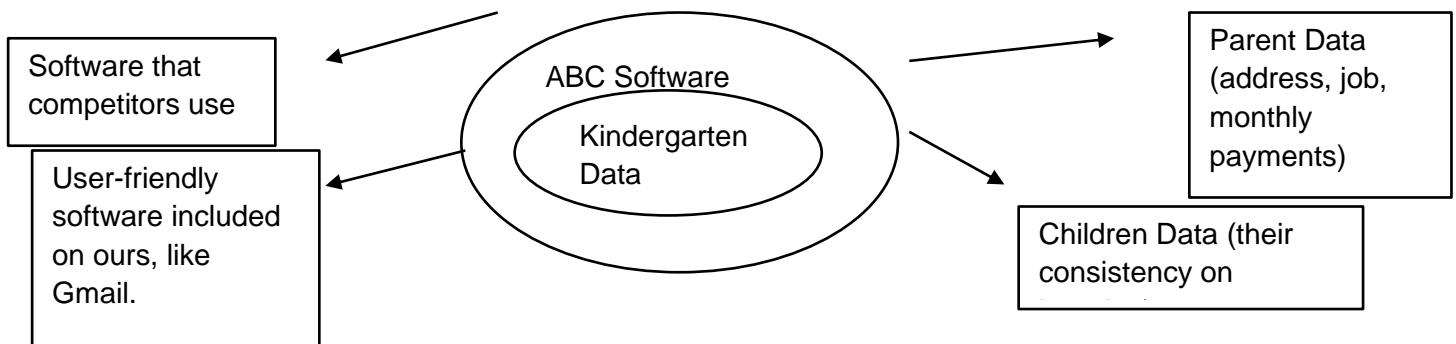 Software that
competitors use
User-friendly
software included
on ours, like
Gmail.
ABC Software
Kindergarten
Data
Parent Data
(address, job,
monthly
payments)
Children Data (their
consistency on